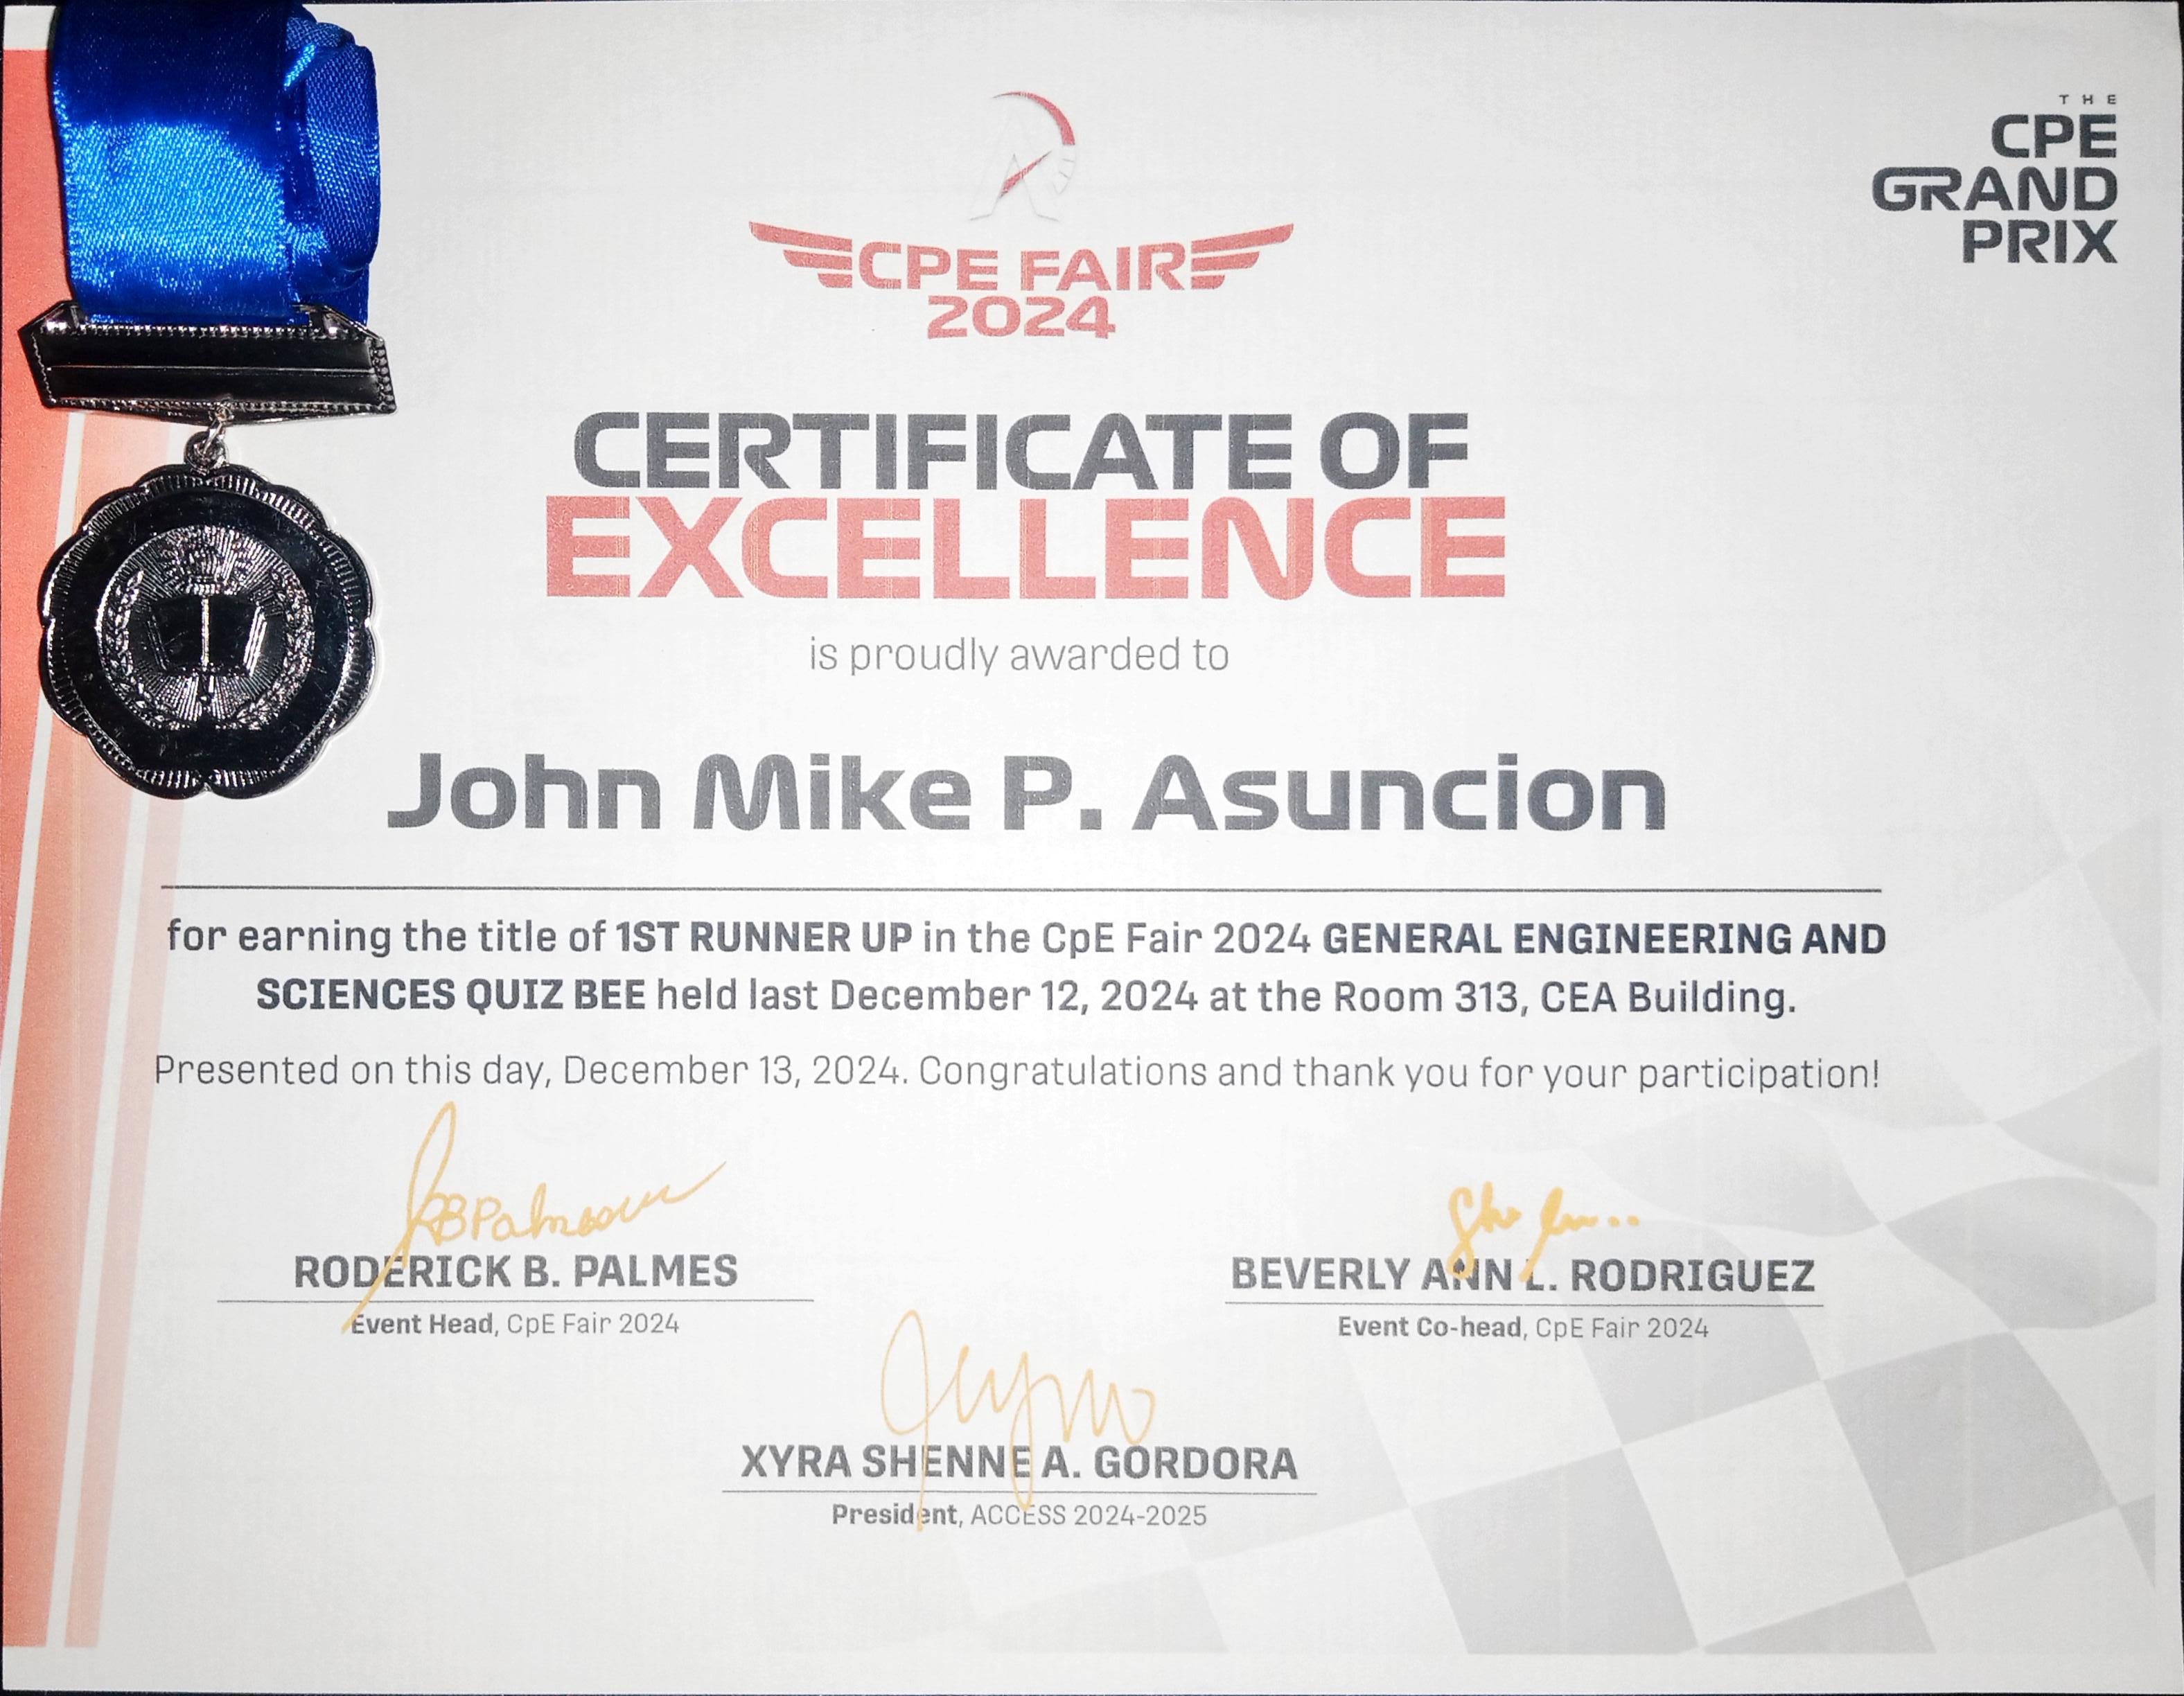 THE
CPE
GRAND
PRIX
CPE FAIR
2024
CERTIFICATE OF
EXCELLENCE
is proudly awarded to
John Mike P. Asuncion
for earning the title of 1ST RUNNER UP in the CpE Fair 2024 GENERAL ENGINEERING AND
SCIENCES QUIZ BEE held last December 12, 2024 at the Room 313, CEA Building.
Presented on this day, December 13, 2024. Congratulations and thank you for your participation!
RODERICK B. PALMES
Event Head, CpE Fair 2024
BEVERLY ANN L. RODRIGUEZ
Event Co-head, CpE Fair 2024
XYRA SHENNE A. GORDORA
President, ACCESS 2024-2025